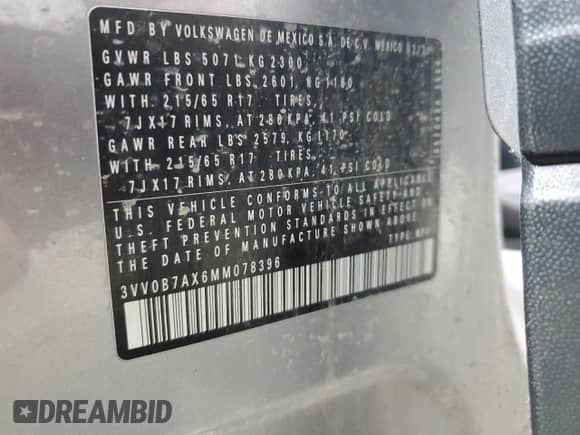 MFD BY VOLKSWAGEN DE MEXICO S.A. DE C.V. MEXICO
GVWR LBS 5071 KG 2300
GAWR FRONT LBS 2601, KG 1180
WITH 215/65 R17 TIRES,
7JX17 RIMS, AT 280 KPA, 41 PSI COLD
GAWR REAR LBS 2579, KG 1170
WITH 215/65 R17 TIRES,
7JX17 RIMS, AT 280 KPA, 41 PSI COLD
THIS VEHICLE CONFORMS TO ALL APPLICABLE
U.S. FEDERAL MOTOR VEHICLE SAFETY AND
THEFT PREVENTION STANDARDS IN EFFECT ON
THE DATE OF MANUFACTURE SHOWN ABOVE.
TYPE: MPV
3VV0B7AX6MM078396
DREAMBID